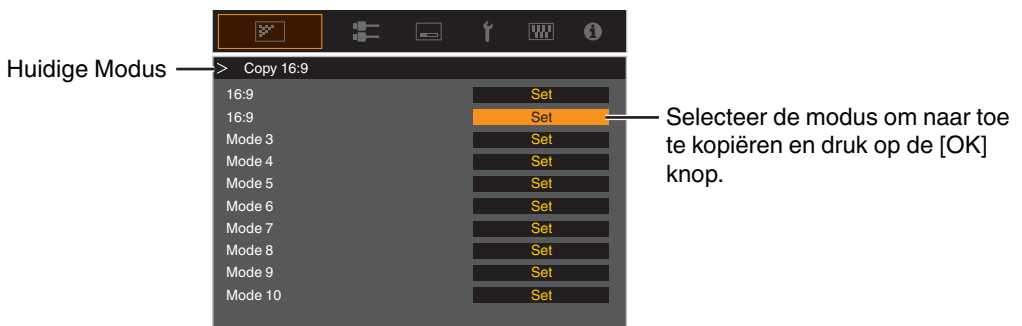 Huidige Modus
> Copy 16:9
16:9 Set
16:9 Set
Mode 3 Set
Mode 4 Set
Mode 5 Set
Mode 6 Set
Mode 7 Set
Mode 8 Set
Mode 9 Set
Mode 10 Set
Selecteer de modus om naar toe
te kopiëren en druk op de [OK]
knop.